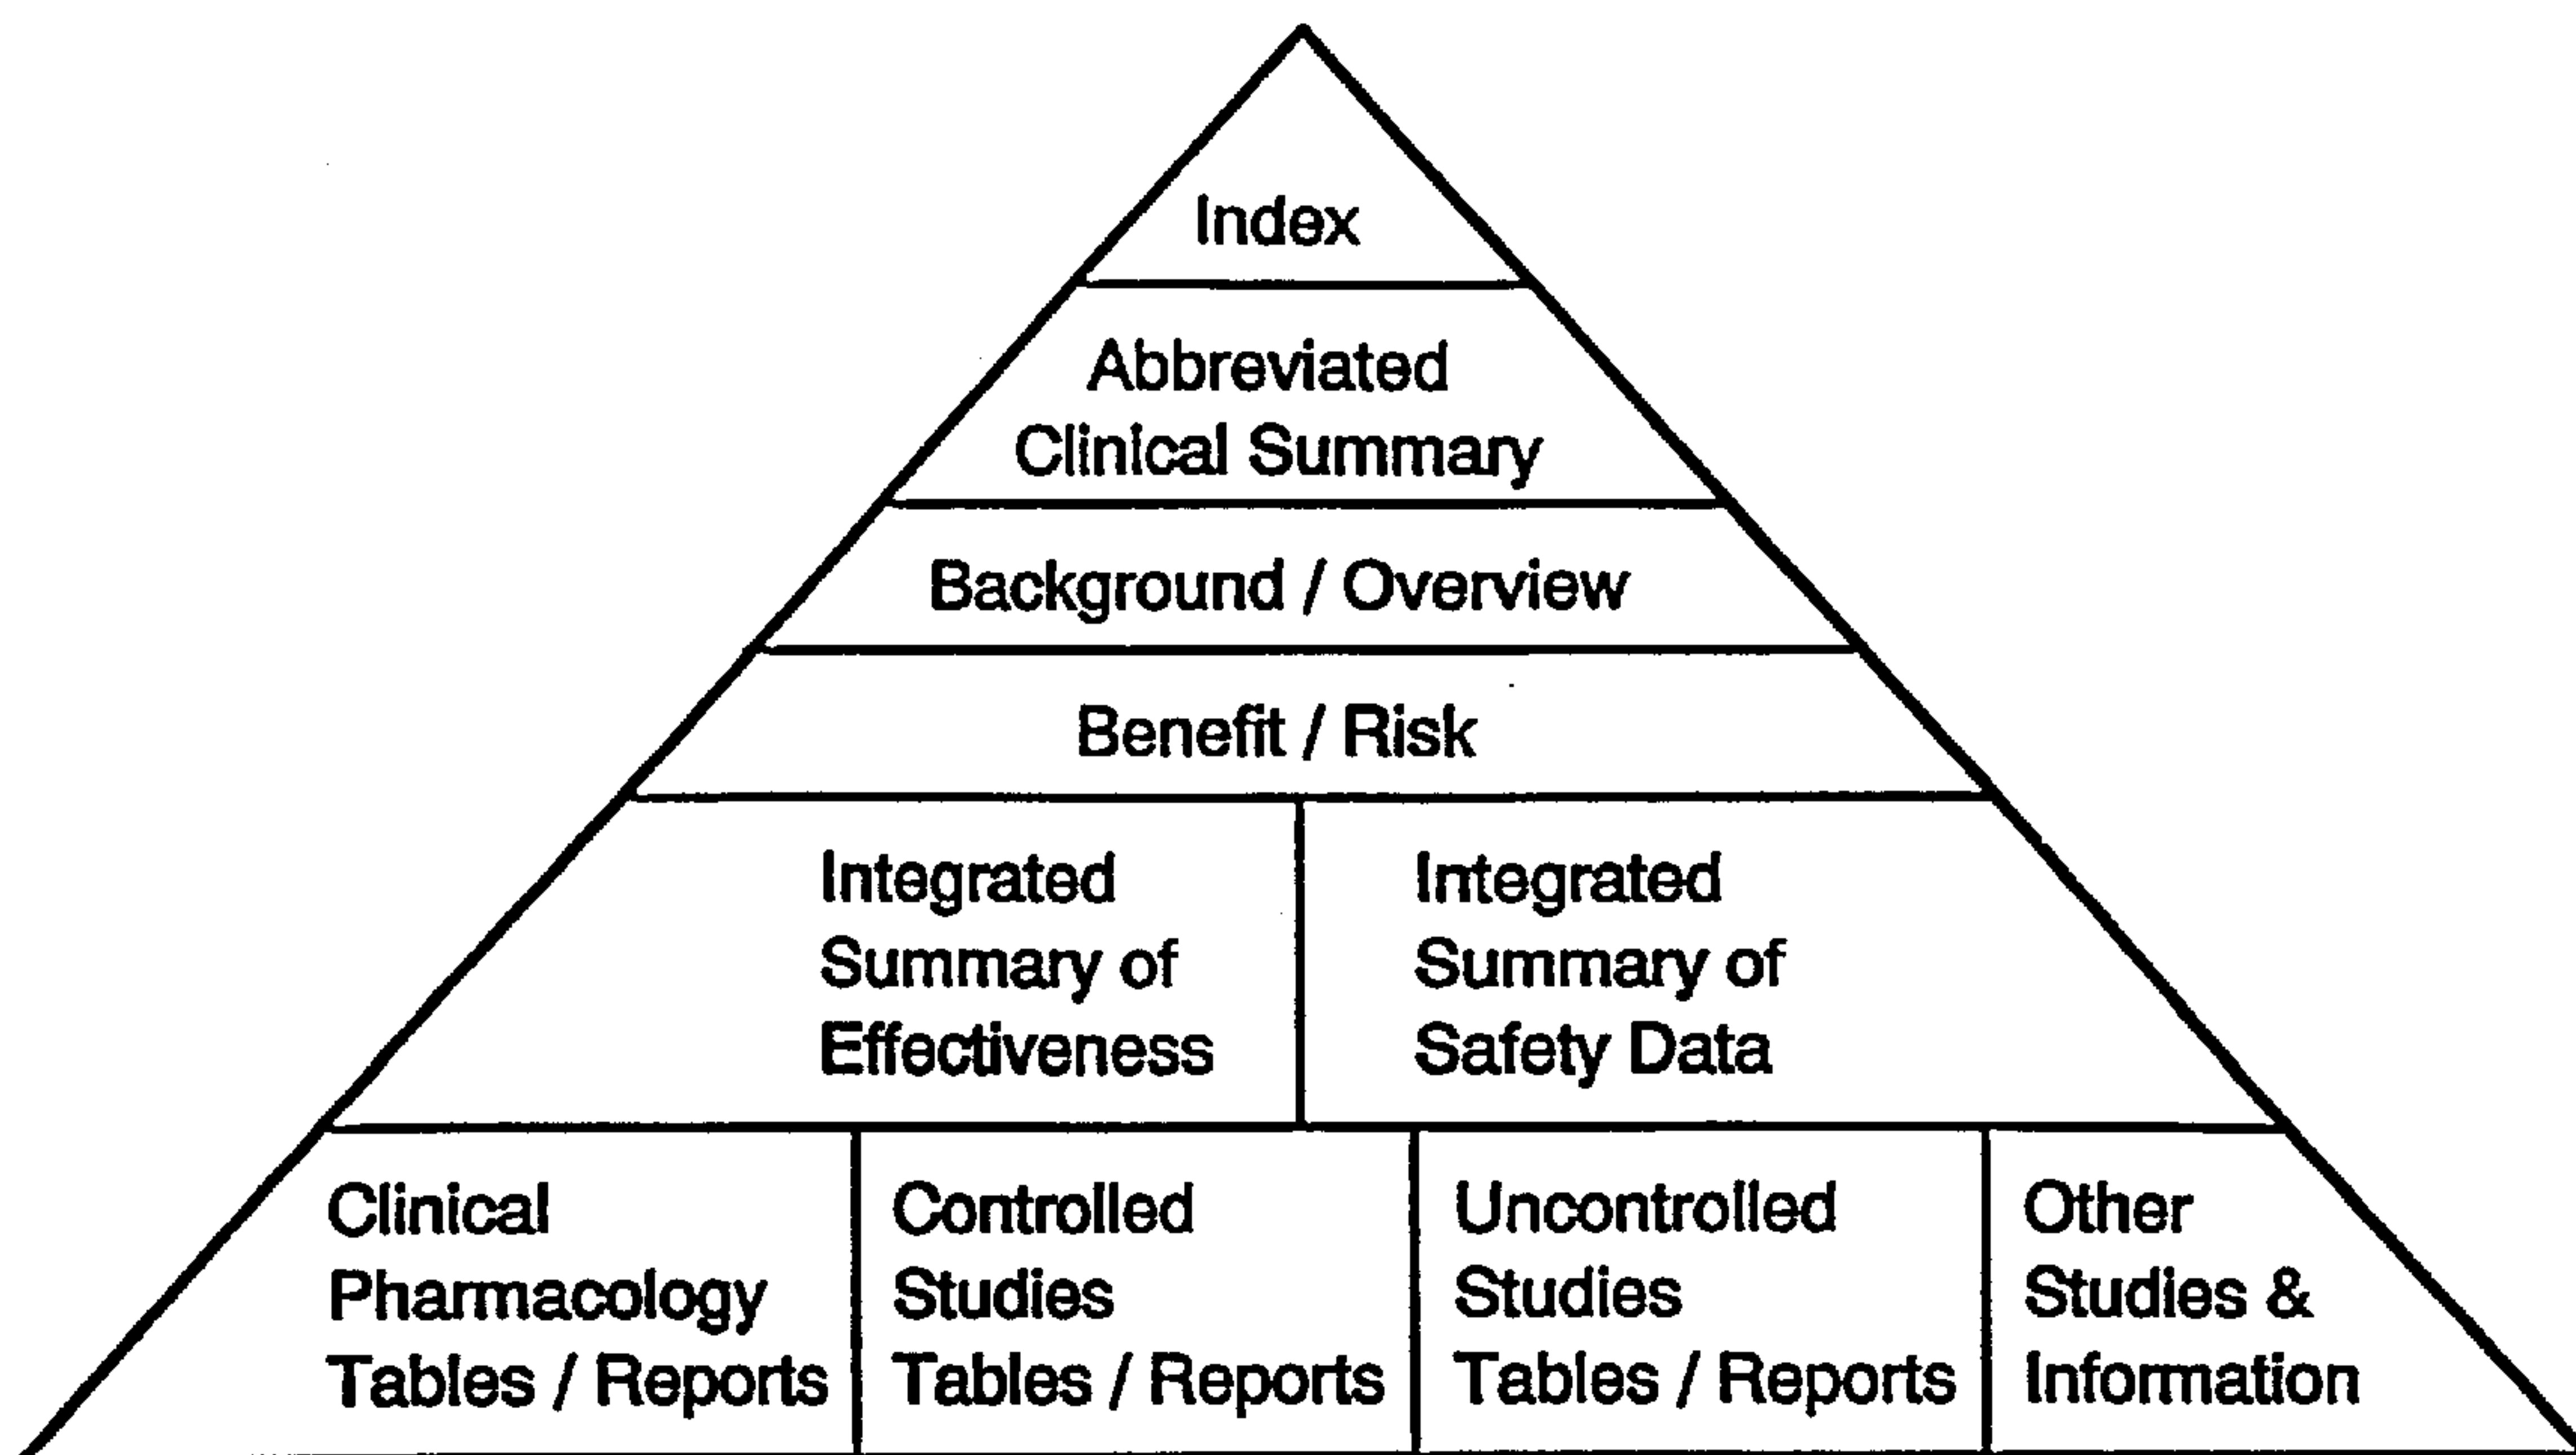 Index
Abbreviated
Clinical Summary
Background / Overview
Benefit / Risk
Integrated
Summary of
Effectiveness
Integrated
Summary of
Safety Data
Clinical
Pharmacology
Tables / Reports
Controlled
Studies
Tables / Reports
Uncontrolled
Studies
Tables / Reports
Other
Studies &
Information